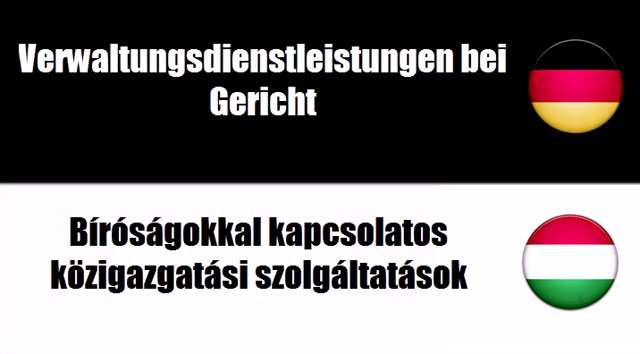 Verwaltungsdienstleistungen bei
Gericht
Bíróságokkal kapcsolatos
közigazgatási szolgáltatások